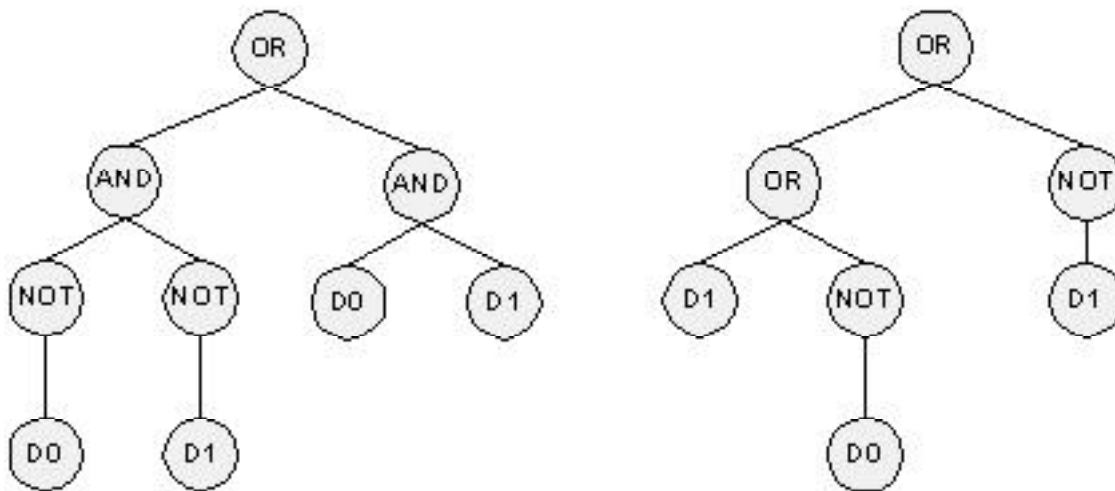 OR OR
AND AND OR NOT
NOT NOT D0 D1 D1 NOT D1
D0 D1 D0